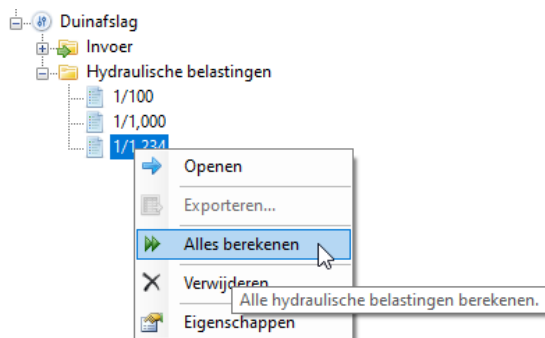 Duinafslag
Invoer
Hydraulische belastingen
1/100
1/1,000
1/1,234
Openen
Exporteren...
Alles berekenen
Verwijderen
Alle hydraulische belastingen berekenen.
Eigenschappen